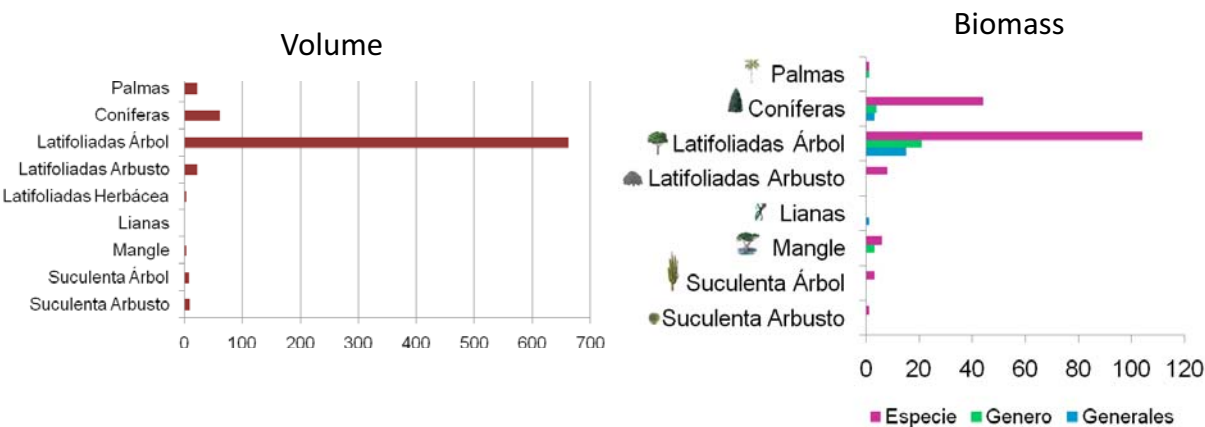 Volume
Palmas
Coníferas
Latifoliadas Árbol
Latifoliadas Arbusto
Latifoliadas Herbácea
Lianas
Mangle
Suculenta Árbol
Suculenta Arbusto
0 100 200 300 400 500 600 700
Biomass
Palmas
Coníferas
Latifoliadas Árbol
Latifoliadas Arbusto
Lianas
Mangle
Suculenta Árbol
Suculenta Arbusto
0 20 40 60 80 100 120
Especie Genero Generales